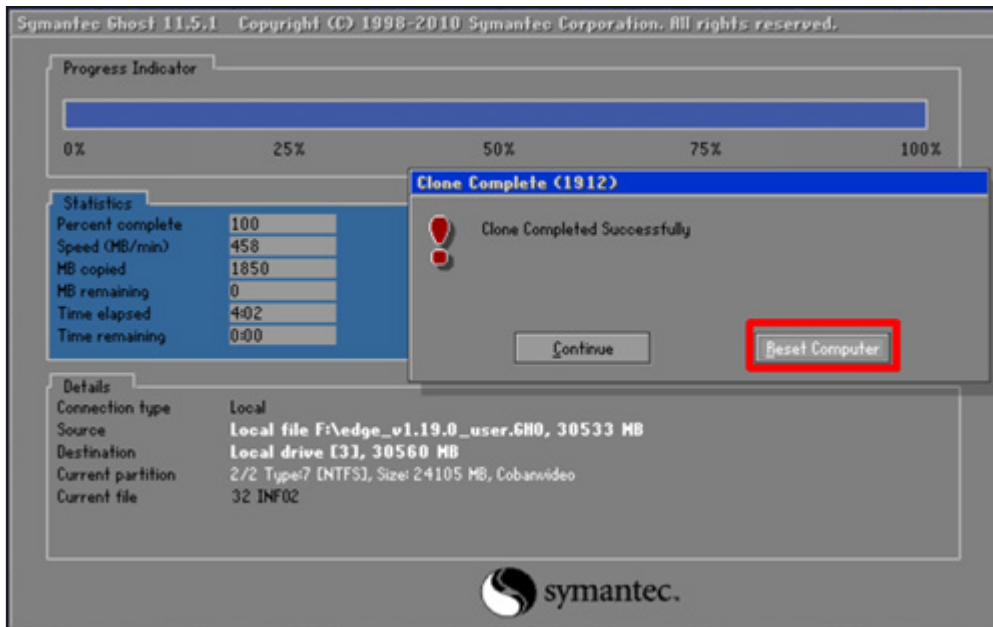 Symantec Ghost 11.5.1 Copyright (C) 1998-2010 Symantec Corporation. All rights reserved.
Progress Indicator
0% 25% 50% 75% 100%
Clone Complete (1912)
Clone Completed Successfully
Continue Reset Computer
Statistics
Percent complete 100
Speed (MB/min) 458
MB copied 1850
MB remaining 0
Time elapsed 4:02
Time remaining 0:00
Details
Connection type Local
Source Local file F:\edge_v1.19.0_user.GHO, 30533 MB
Destination Local drive [3], 30560 MB
Current partition 2/2 Type:7 [NTFS], Size: 24105 MB, Cobanvideo
Current file 32 INFO2
symantec.